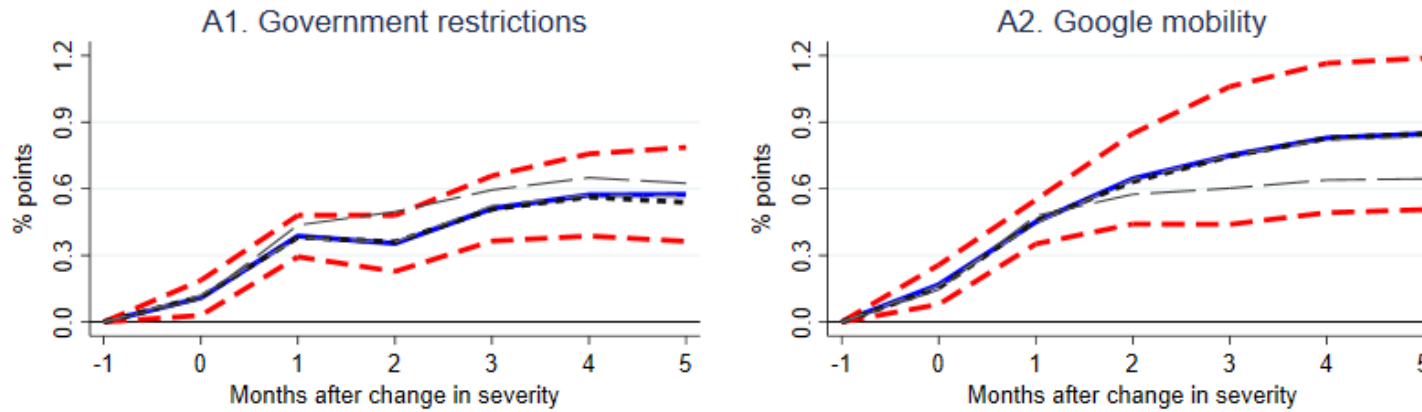 A1. Government restrictions
% points
1.2
0.9
0.6
0.3
0.0
-1 0 1 2 3 4 5
Months after change in severity
A2. Google mobility
% points
1.2
0.9
0.6
0.3
0.0
-1 0 1 2 3 4 5
Months after change in severity